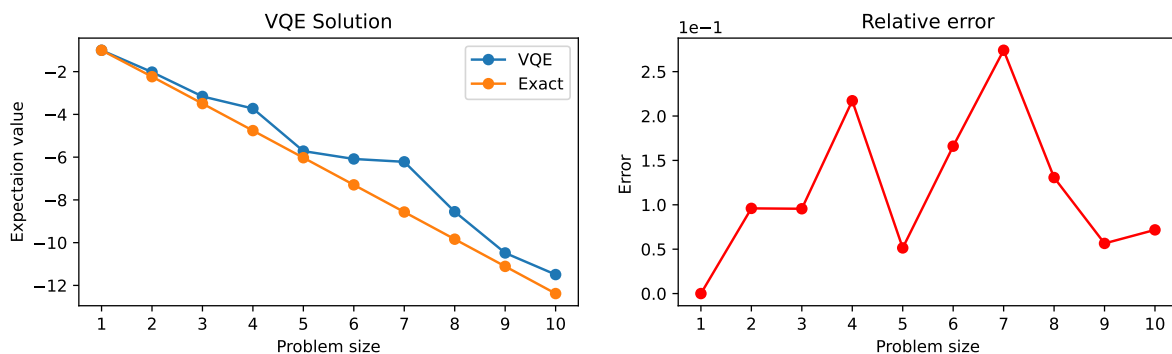 VQE Solution
Expectaion value
−2
−4
−6
−8
−10
−12
VQE
Exact
1 2 3 4 5 6 7 8 9 10
Problem size
Relative error
1e−1
Error
2.5
2.0
1.5
1.0
0.5
0.0
1 2 3 4 5 6 7 8 9 10
Problem size